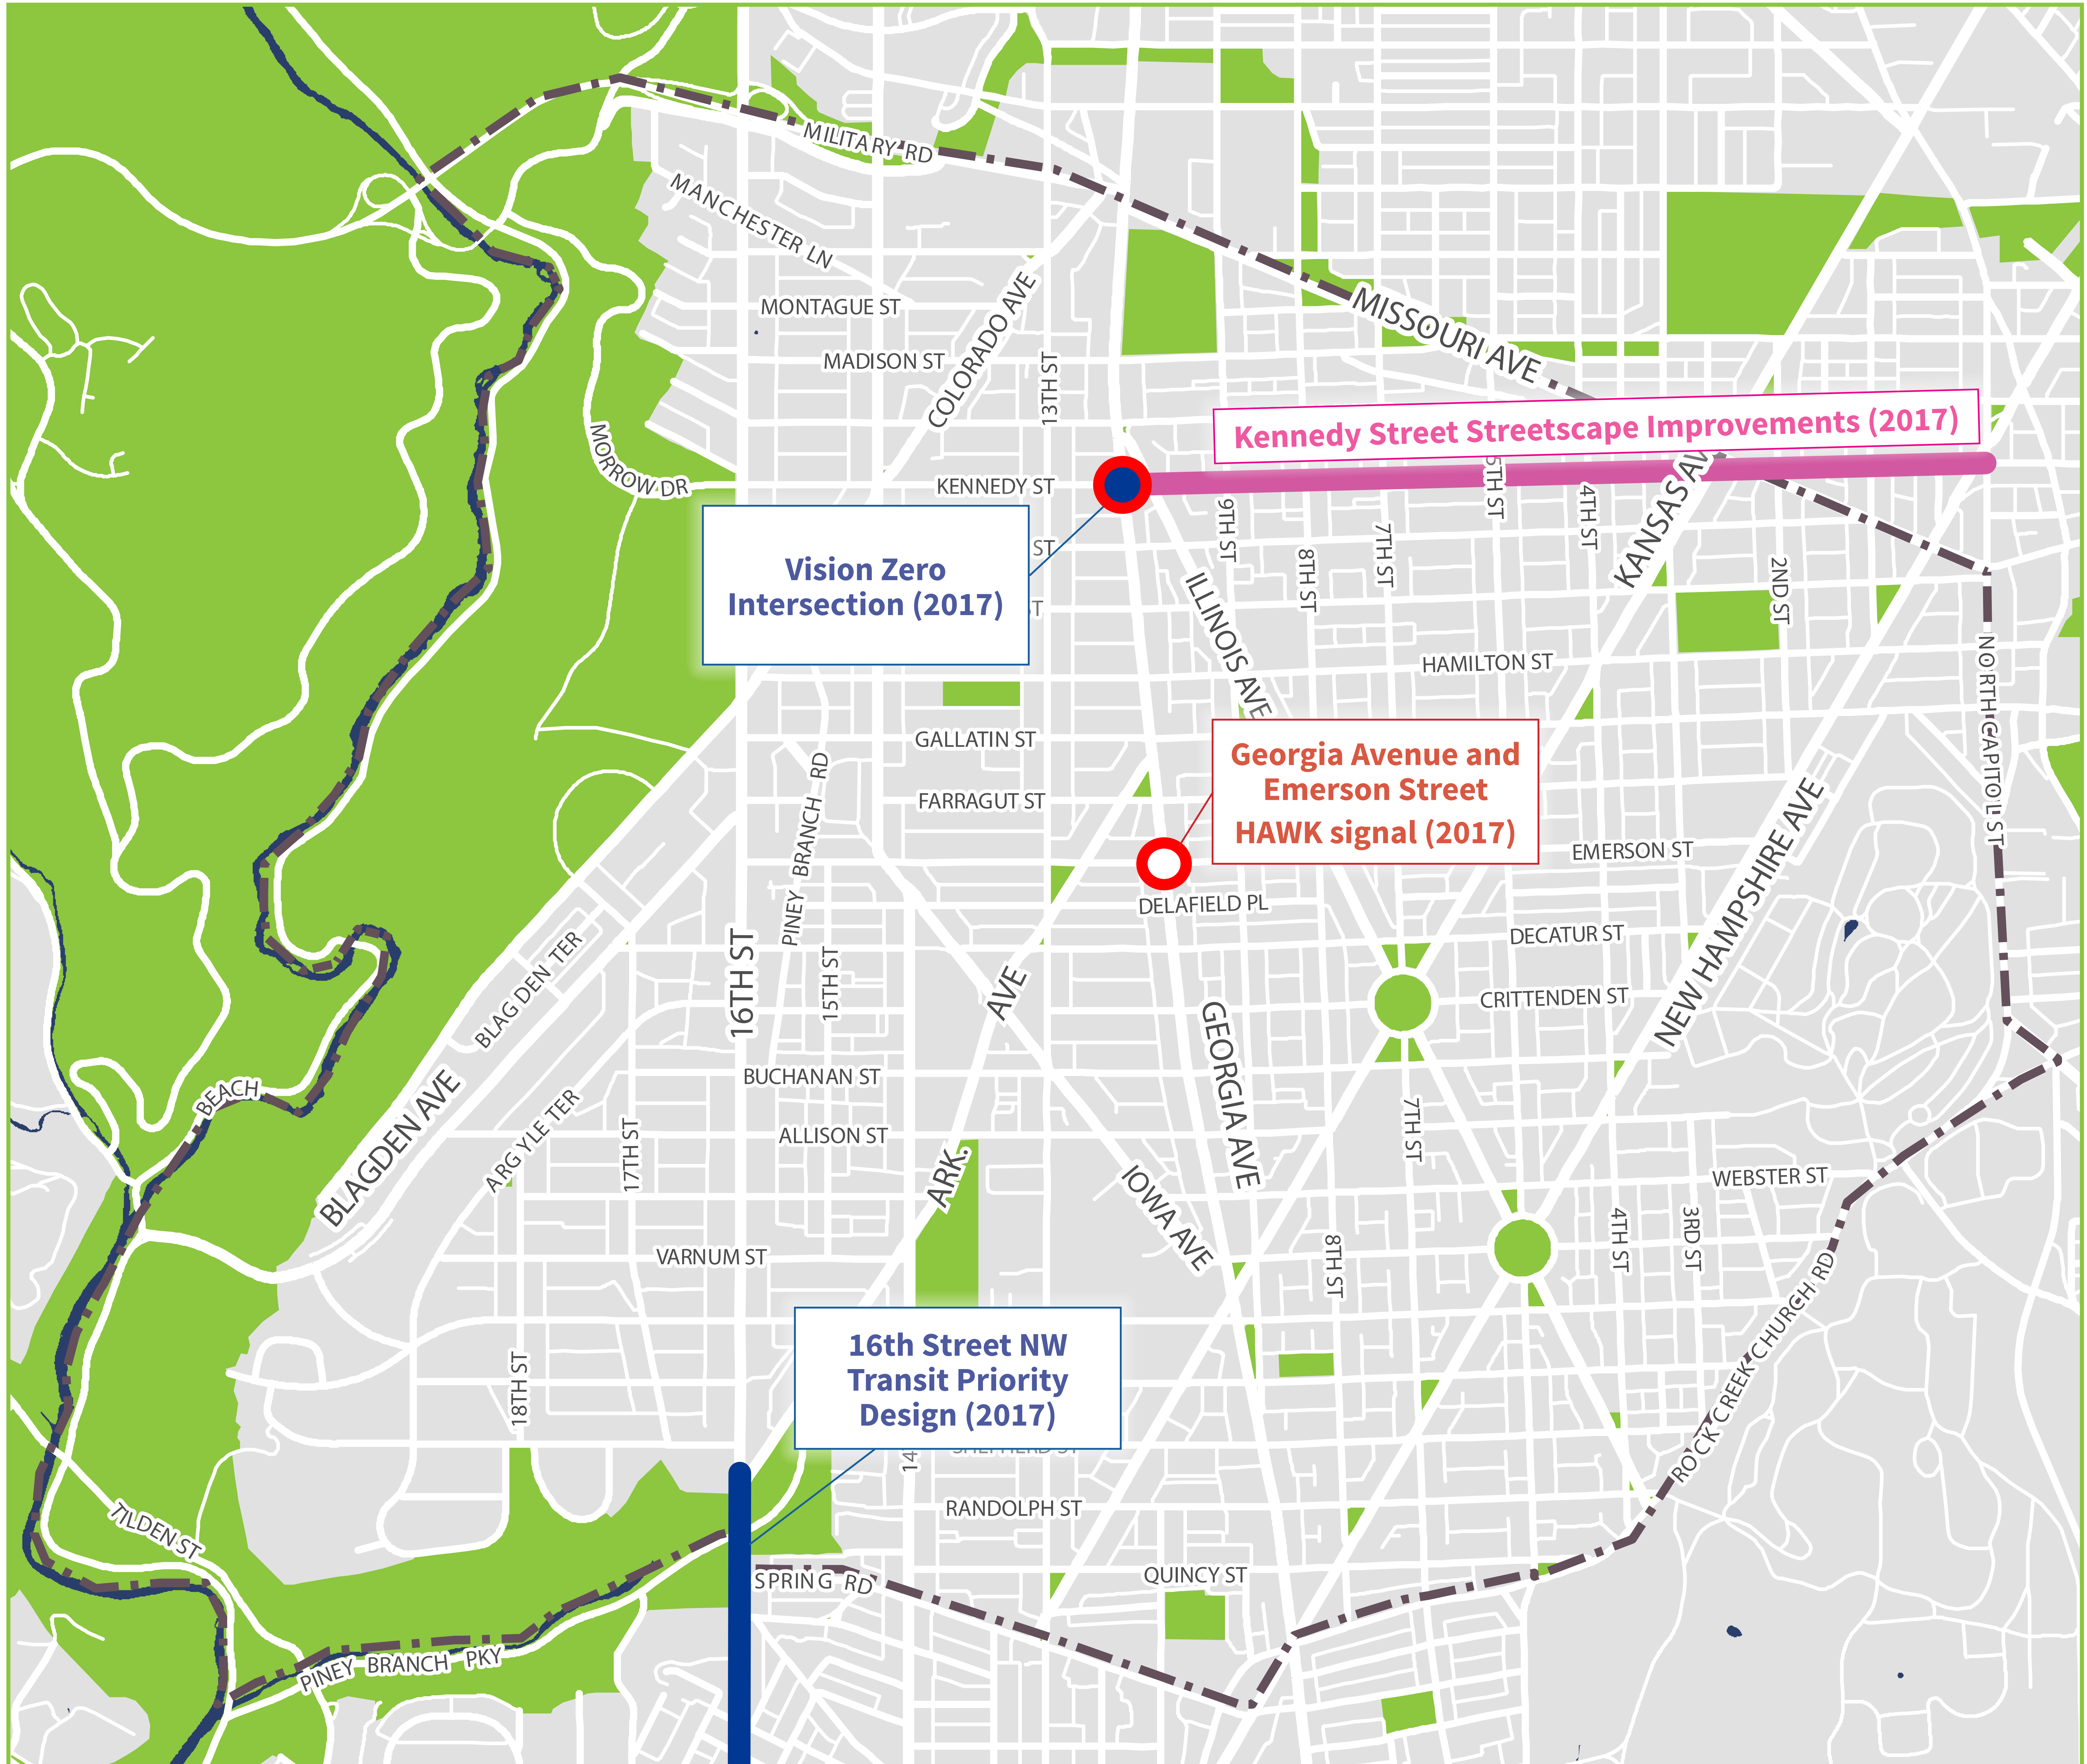 MILITARY RD
MANCHESTER LN
MONTAGUE ST
MISSOURI AVE
COLORADO AVE
MADISON ST
13TH ST
Kennedy Street Streetscape Improvements (2017)
MORROW DR
KENNEDY ST
5TH ST
4TH ST
KANSAS AV
9TH ST
7TH ST
8TH ST
2ND ST
ST
Vision Zero
Intersection (2017)
ST
ILLINOIS AVE
HAMILTON ST
NORTH CAPITOL ST
GALLATIN ST
Georgia Avenue and
Emerson Street
HAWK signal (2017)
FARRAGUT ST
PINEY BRANCH RD
EMERSON ST
NEW HAMPSHIRE AVE
DELAFIELD PL
DECATUR ST
BLAGDEN TER
16TH ST
15TH ST
AVE
CRITTENDEN ST
GEORGIA AVE
BUCHANAN ST
BEACH
BLAGDEN AVE
ARGYLE TER
17TH ST
ALLISON ST
7TH ST
ARK.
IOWA AVE
WEBSTER ST
4TH ST
3RD ST
8TH ST
VARNUM ST
ROCK CREEK CHURCH RD
16th Street NW
Transit Priority
Design (2017)
18TH ST
14
SHEPHERD ST
RANDOLPH ST
TILDEN ST
SPRING RD
QUINCY ST
PINEY BRANCH PKY